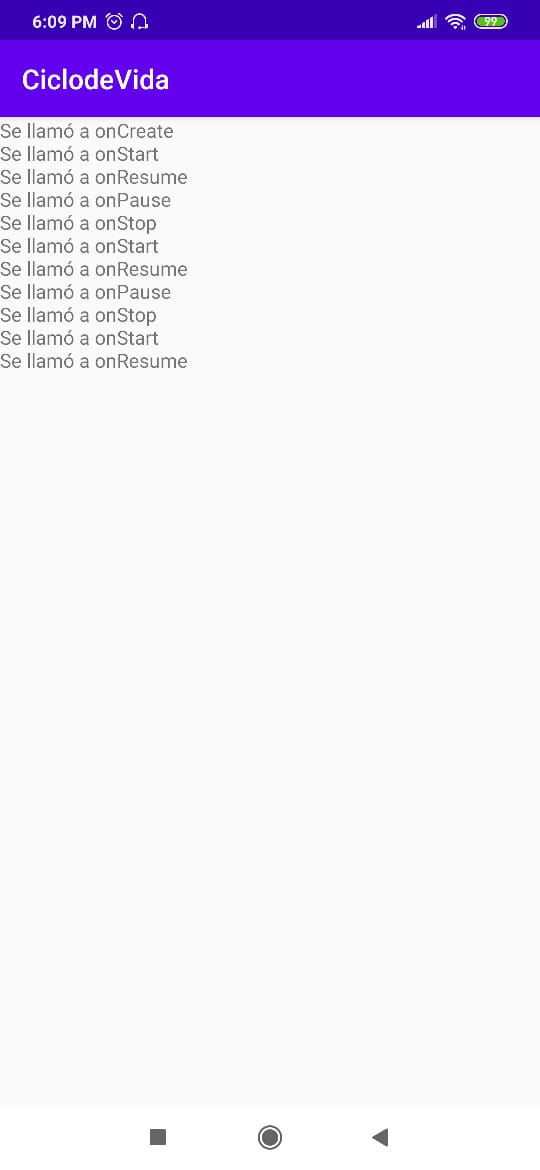 6:09 PM
99
CiclodeVida
Se llamó a onCreate
Se llamó a onStart
Se llamó a onResume
Se llamó a onPause
Se llamó a onStop
Se llamó a onStart
Se llamó a onResume
Se llamó a onPause
Se llamó a onStop
Se llamó a onStart
Se llamó a onResume